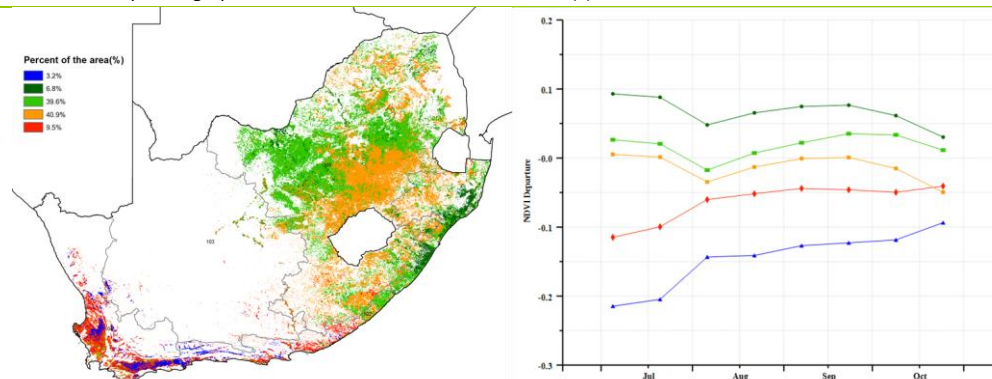 Percent of the area(%)
3.2%
6.8%
39.6%
40.9%
9.5%
103
0.2
0.1
-0.0
-0.1
-0.2
-0.3
NDVI Departure
Jul
Aug
Sep
Oct